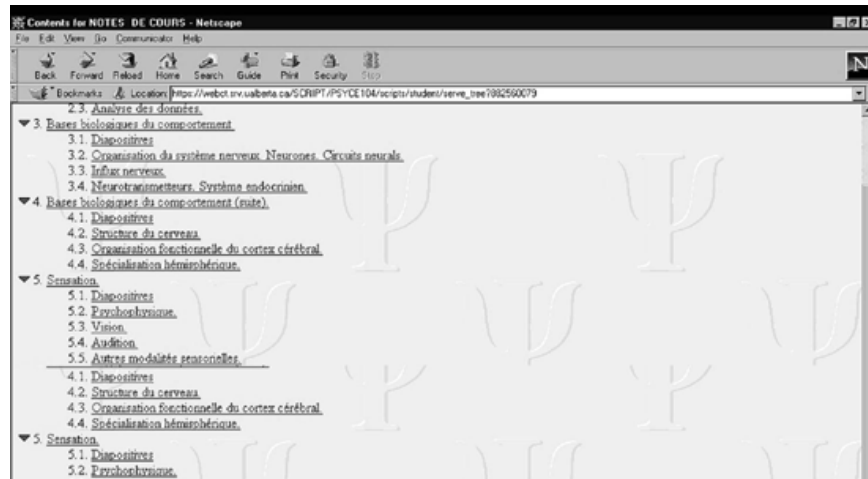 Contents for NOTES DE COURS - Netscape
File Edit View Go Communicator Help
Back Forward Reload Home Search Guide Print Security Stop
N
Bookmarks Location: https://webct.srv.ualberta.ca/SCRIPT/PSYCE104/scripts/student/serve_tree?882560079
2.3. Analyse des données.
3. Bases biologiques du comportement.
3.1. Diapositives
3.2. Organisation du système nerveux. Neurones. Circuits neurals.
3.3. Influx nerveux.
3.4. Neurotransmetteurs. Système endocrinien.
4. Bases biologiques du comportement (suite).
4.1. Diapositives
4.2. Structure du cerveau.
4.3. Organisation fonctionnelle du cortex cérébral.
4.4. Spécialisation hémisphérique.
5. Sensation.
5.1. Diapositives
5.2. Psychophysique.
5.3. Vision.
5.4. Audition.
5.5. Autres modalités sensorielles.
4.1. Diapositives
4.2. Structure du cerveau.
4.3. Organisation fonctionnelle du cortex cérébral.
4.4. Spécialisation hémisphérique.
5. Sensation.
5.1. Diapositives
5.2. Psychophysique.